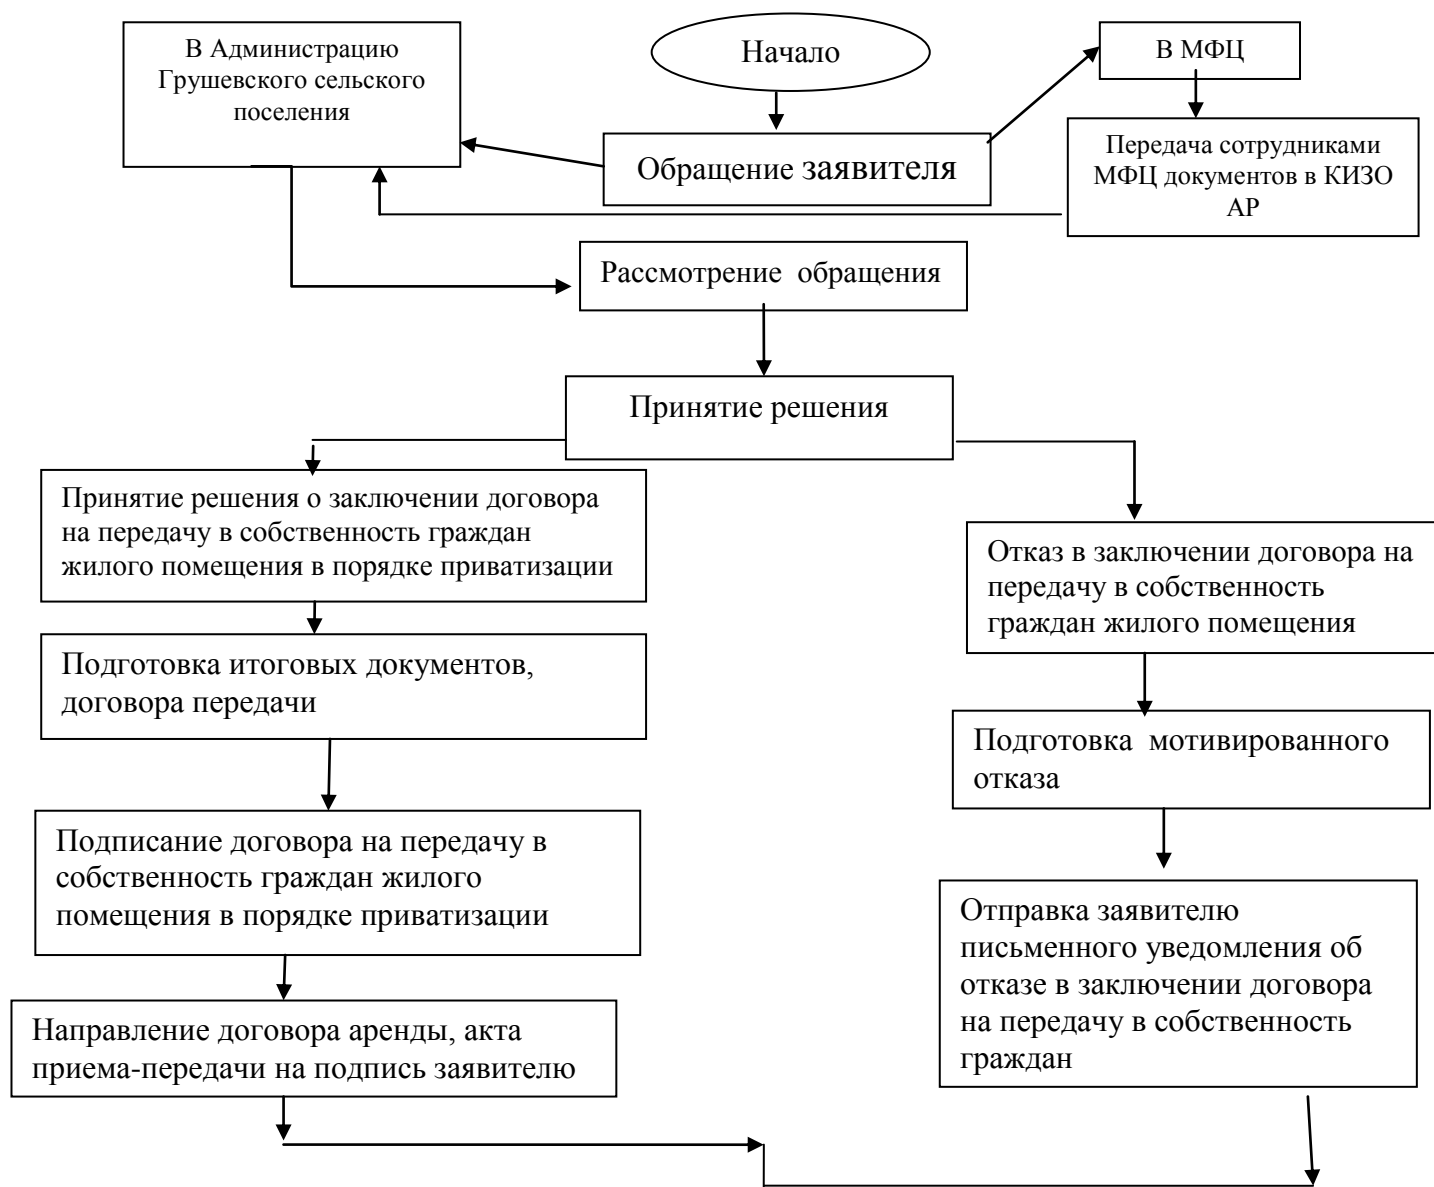 Начало
В Администрацию
Грушевского сельского
поселения
В МФЦ
Обращение заявителя
Передача сотрудниками
МФЦ документов в КИЗО
АР
Рассмотрение обращения
Принятие решения
Принятие решения о заключении договора
на передачу в собственность граждан
жилого помещения в порядке приватизации
Отказ в заключении договора на
передачу в собственность
граждан жилого помещения
Подготовка итоговых документов,
договора передачи
Подготовка мотивированного
отказа
Подписание договора на передачу в
собственность граждан жилого
помещения в порядке приватизации
Отправка заявителю
письменного уведомления об
отказе в заключении договора
на передачу в собственность
граждан
Направление договора аренды, акта
приема-передачи на подпись заявителю